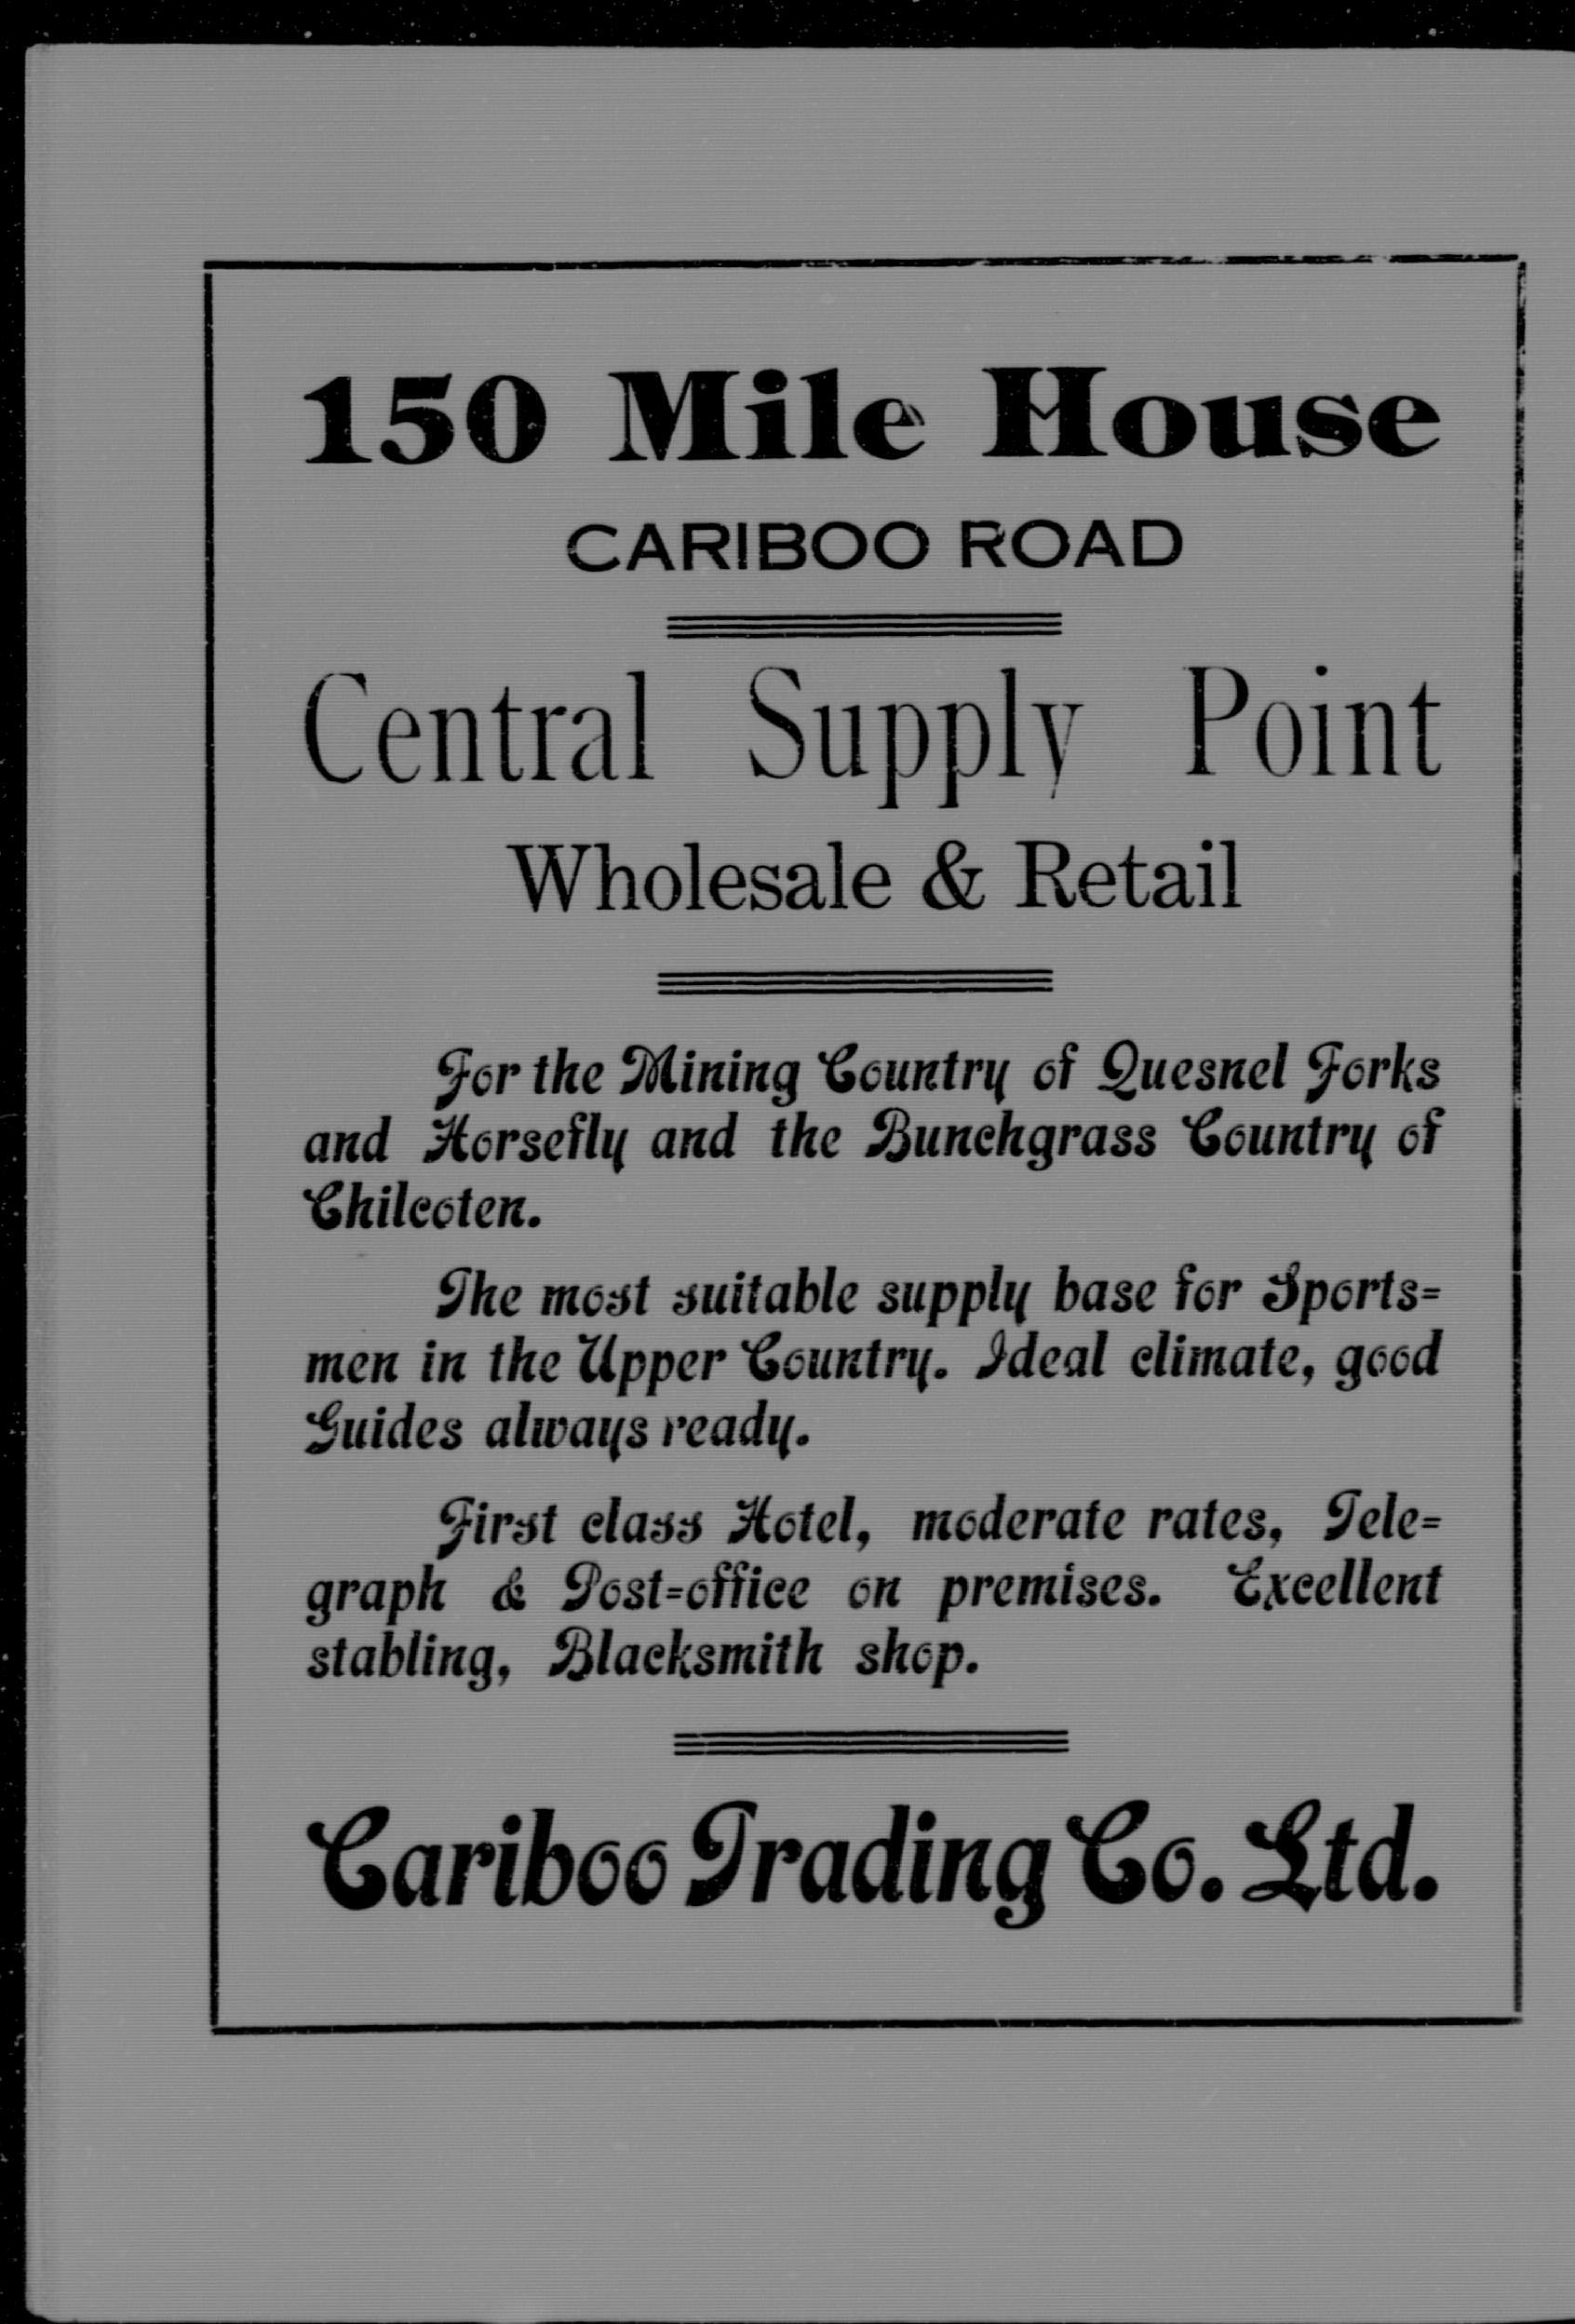 150 Mile House
CARIBOO ROAD
Central Supply Point
Wholesale & Retail
For the Mining Country of Quesnel Forks
and Horsefly and the Bunchgrass Country of
Chilcoten.
The most suitable supply base for Sports=
men in the Upper Country. Ideal climate, good
Guides always ready.
First class Hotel, moderate rates, Tele=
graph & Post=office on premises. Excellent
stabling, Blacksmith shop.
Cariboo Trading Co. Ltd.